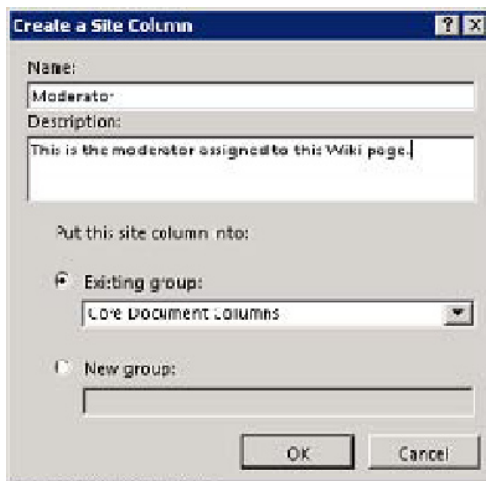 Create a Site Column
Name:
Moderator
Description:
This is the moderator assigned to this Wiki page.
Put this site column into:
Existing group:
Core Document Columns
New group:
OK Cancel